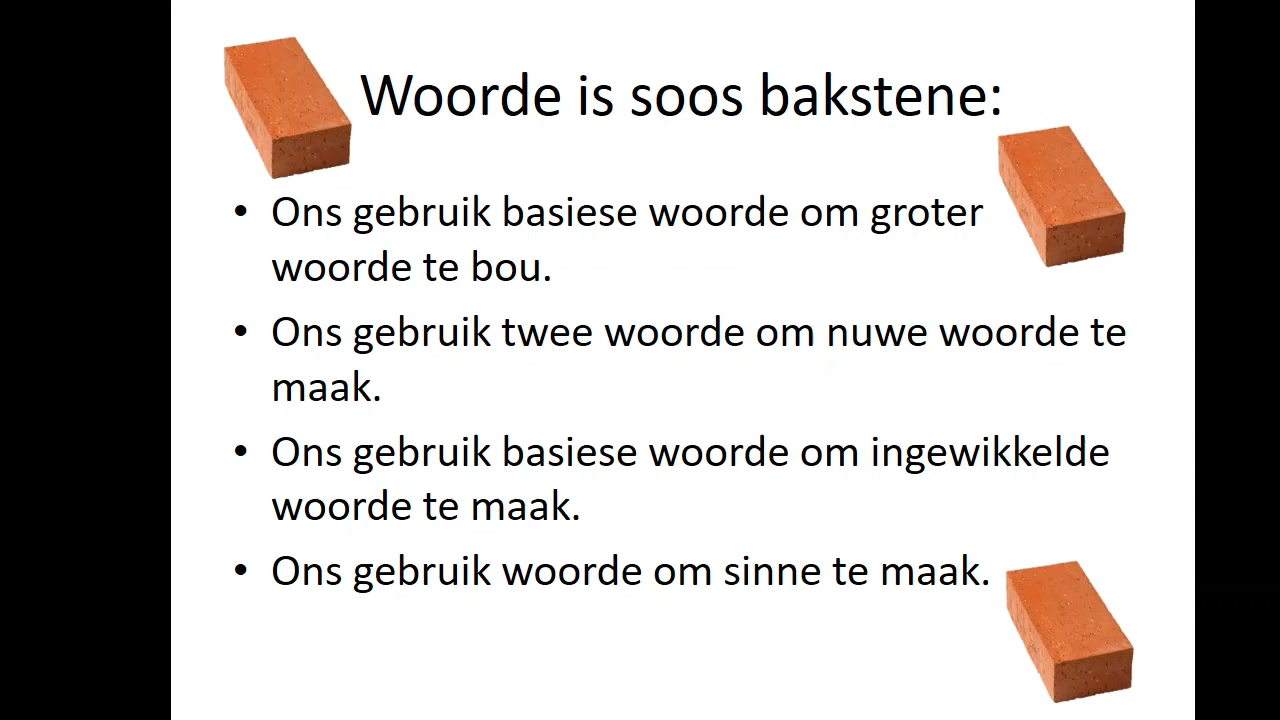 Woorde is soos bakstene:
• Ons gebruik basiese woorde om groter
woorde te bou.
• Ons gebruik twee woorde om nuwe woorde te
maak.
• Ons gebruik basiese woorde om ingewikkelde
woorde te maak.
• Ons gebruik woorde om sinne te maak.